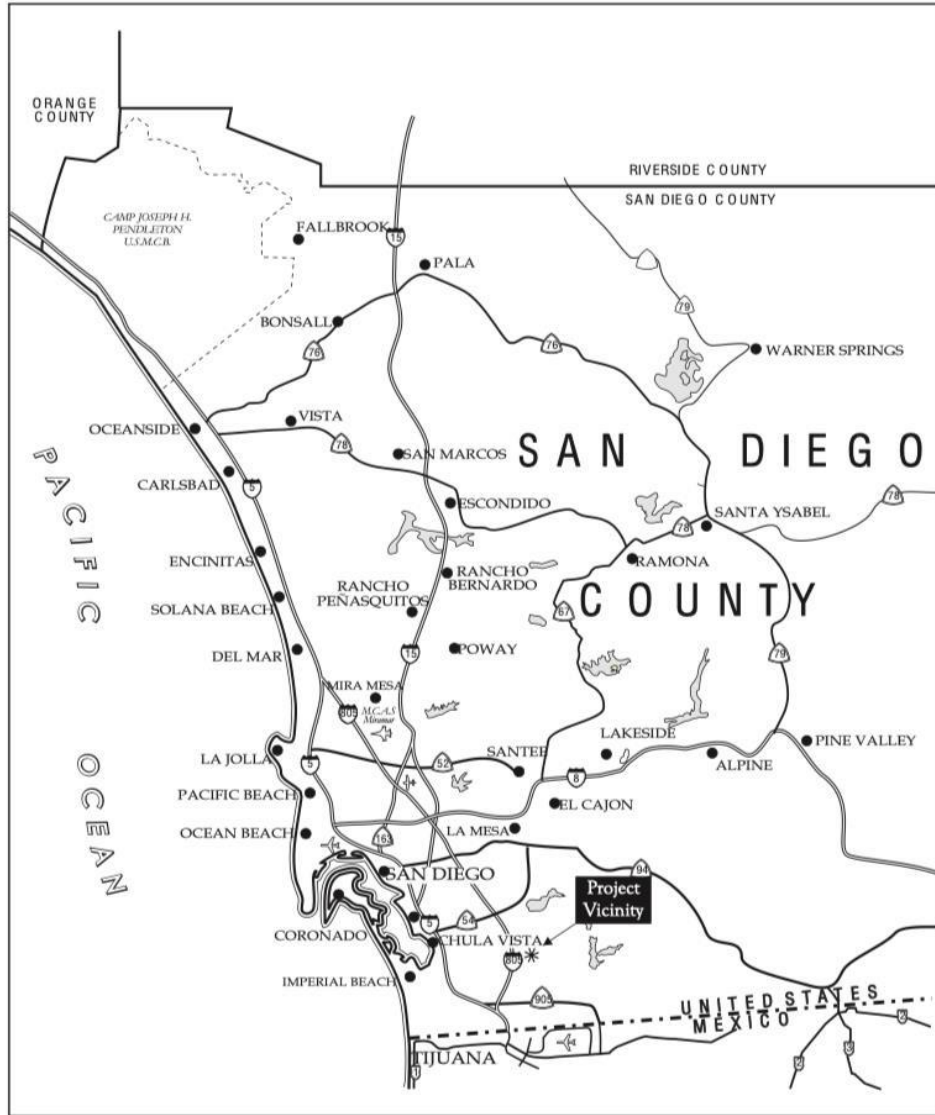 ORANGE
COUNTY
RIVERSIDE COUNTY
SAN DIEGO COUNTY
CAMP JOSEPH H.
PENDLETON
U.S.M.C.B.
FALLBROOK
15
PALA
79
BONSALL
76
76
WARNER SPRINGS
OCEANSIDE
VISTA
78
SAN MARCOS
SAN DIEGO
COUNTY
CARLSBAD
5
ESCONDIDO
78
SANTA YSABEL
78
PACIFIC
OCEAN
ENCINITAS
RANCHO
BERNARDO
RAMONA
RANCHO
PEÑASQUITOS
67
SOLANA BEACH
DEL MAR
15
POWAY
79
MIRA MESA
M.C.A.S
Miramar
805
LA JOLLA
5
52
SANTEE
LAKESIDE
8
ALPINE
PINE VALLEY
PACIFIC BEACH
EL CAJON
OCEAN BEACH
163
LA MESA
SAN DIEGO
94
Project
Vicinity
CORONADO
5
54
CHULA VISTA
805
IMPERIAL BEACH
905
UNITED STATES
MEXICO
TIJUANA
1
2
3
2